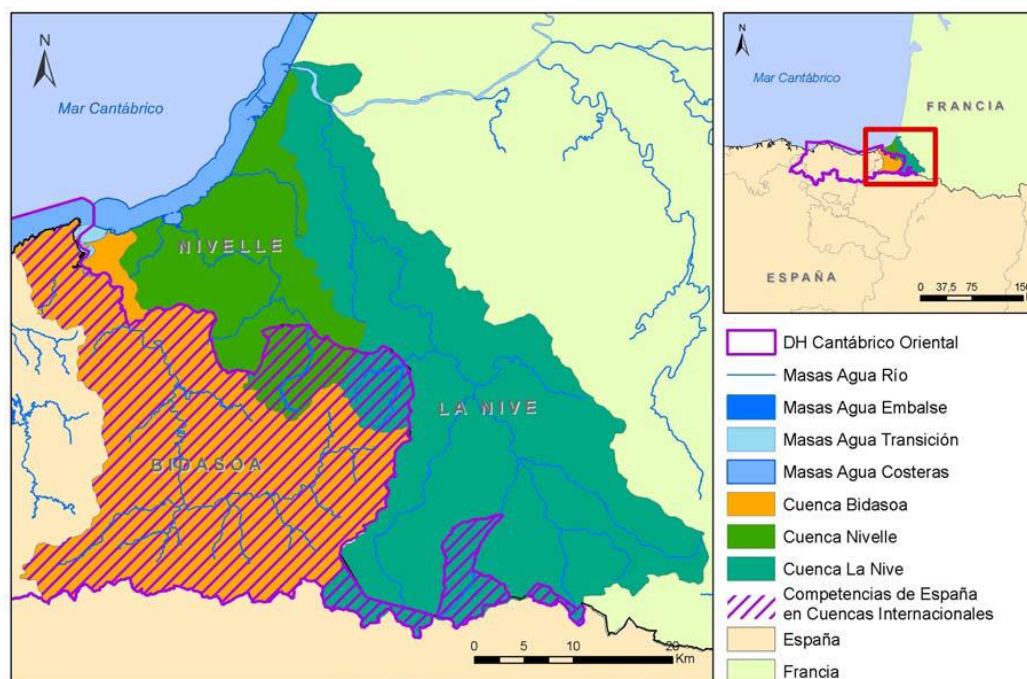 N
Mar Cantábrico
NIVELLE
LA NIVE
BIDASOA
0 5 10 20
Km
N
Mar Cantábrico
FRANCIA
ESPAÑA
0 37,5 75 150
DH Cantábrico Oriental
Masas Agua Río
Masas Agua Embalse
Masas Agua Transición
Masas Agua Costeras
Cuenca Bidasoa
Cuenca Nivelle
Cuenca La Nive
Competencias de España
en Cuencas Internacionales
España
Francia